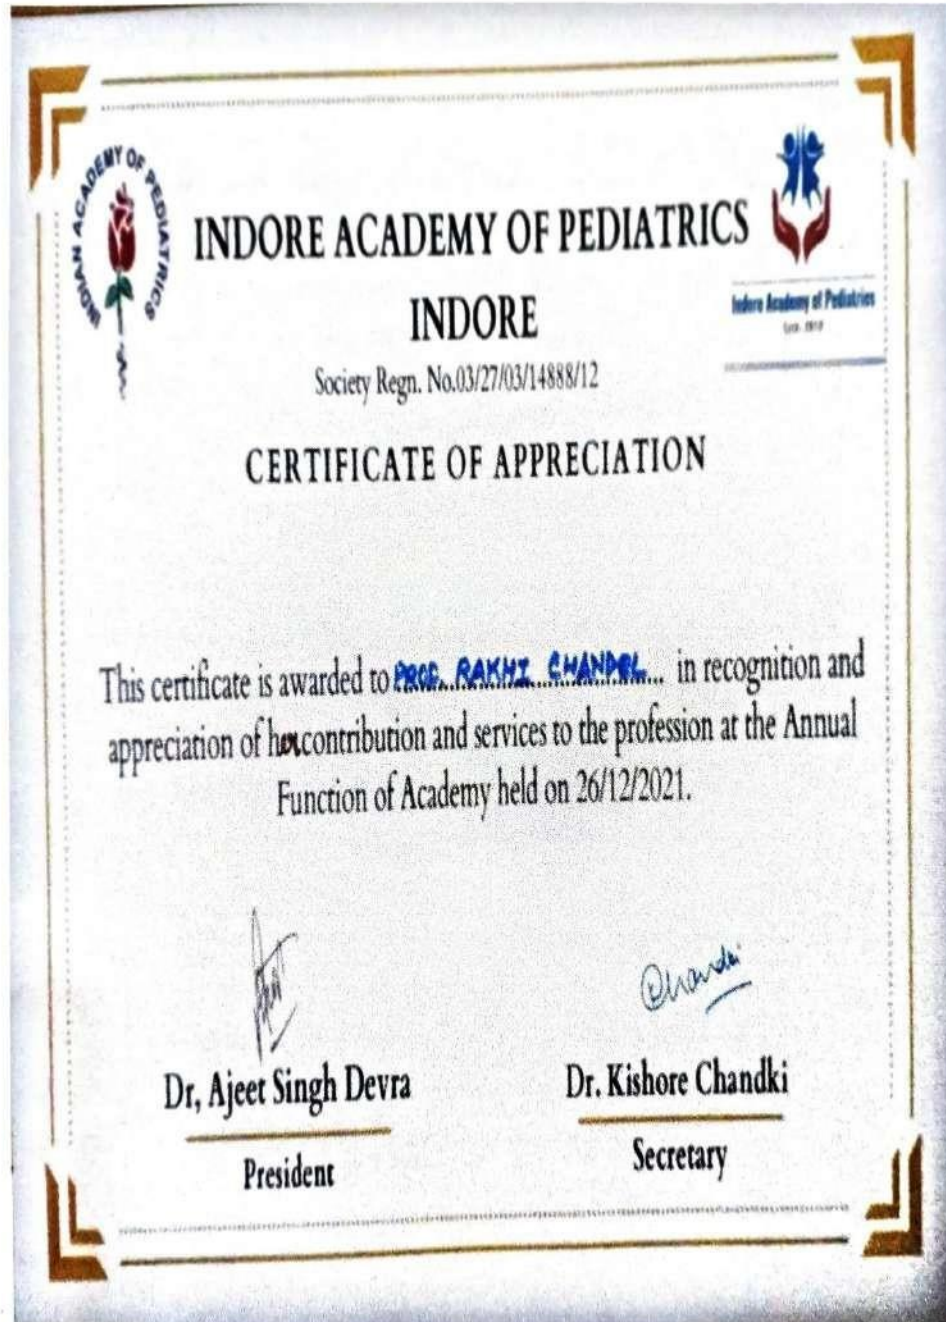 INDIAN ACADEMY OF PEDIATRICS
INDORE ACADEMY OF PEDIATRICS
Indore Academy of Pediatrics
INDORE
Society Regn. No.03/27/03/14888/12
CERTIFICATE OF APPRECIATION
This certificate is awarded to PROF. RAKHI CHANDEL in recognition and
appreciation of her contribution and services to the profession at the Annual
Function of Academy held on 26/12/2021.
Chandki
Dr, Ajeet Singh Devra
Dr. Kishore Chandki
President
Secretary